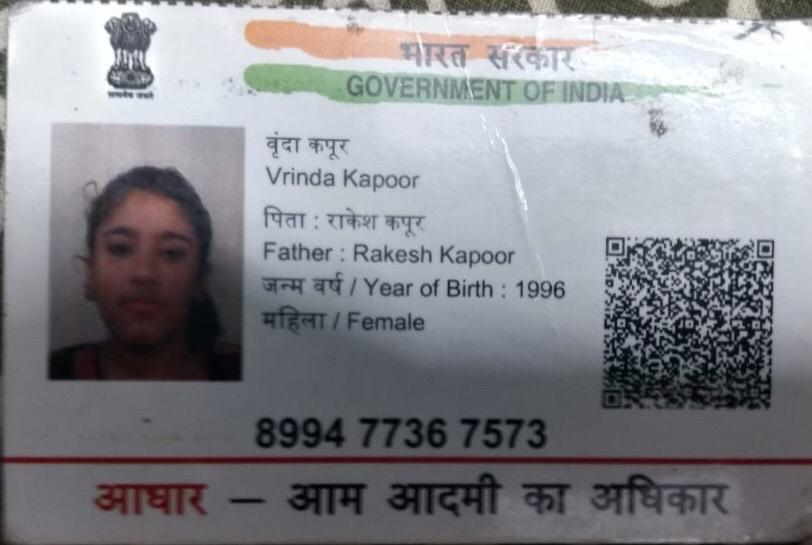 भारत सरकार
GOVERNMENT OF INDIA
सत्यमेव जयते
वृंदा कपूर
Vrinda Kapoor
पिता : राकेश कपूर
Father : Rakesh Kapoor
जन्म वर्ष / Year of Birth : 1996
महिला / Female
8994 7736 7573
आधार – आम आदमी का अधिकार